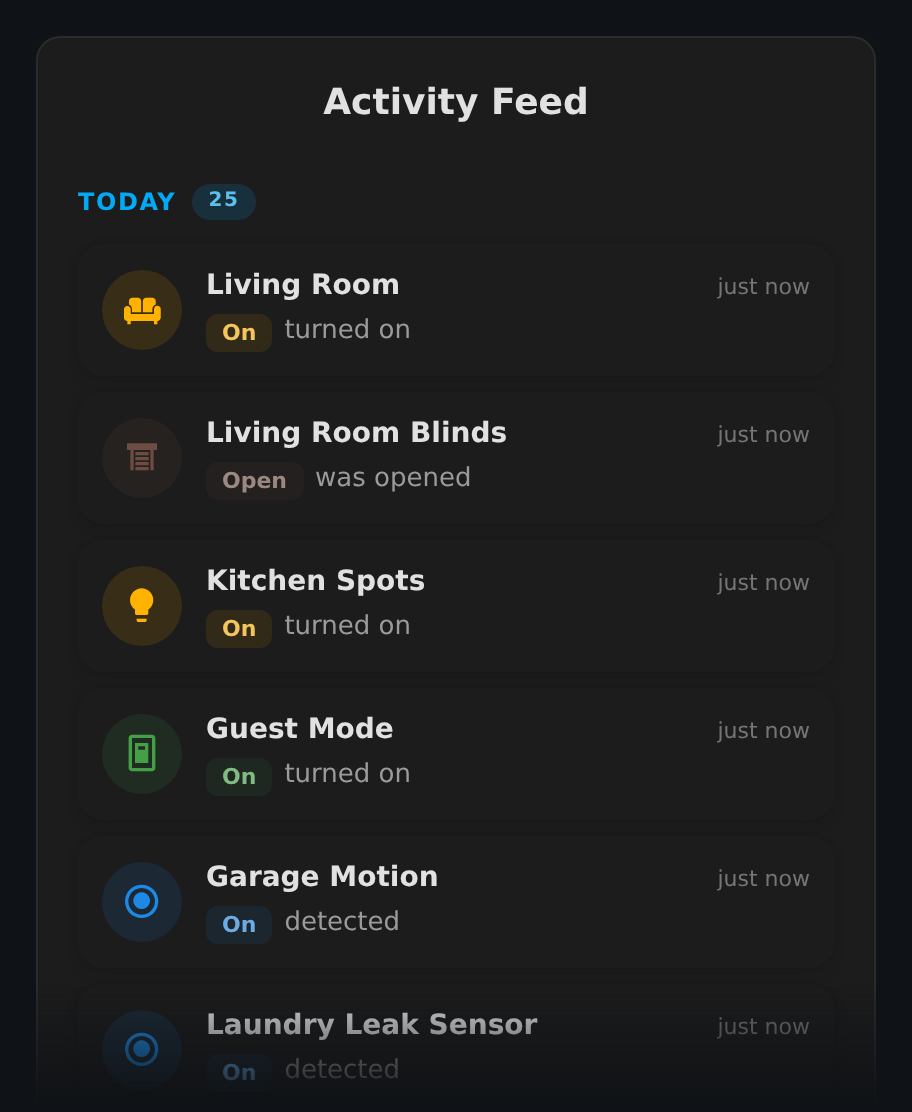 Activity Feed
TODAY 25
Living Room just now
On turned on
Living Room Blinds just now
Open was opened
Kitchen Spots just now
On turned on
Guest Mode just now
On turned on
Garage Motion just now
On detected
Laundry Leak Sensor just now
On detected